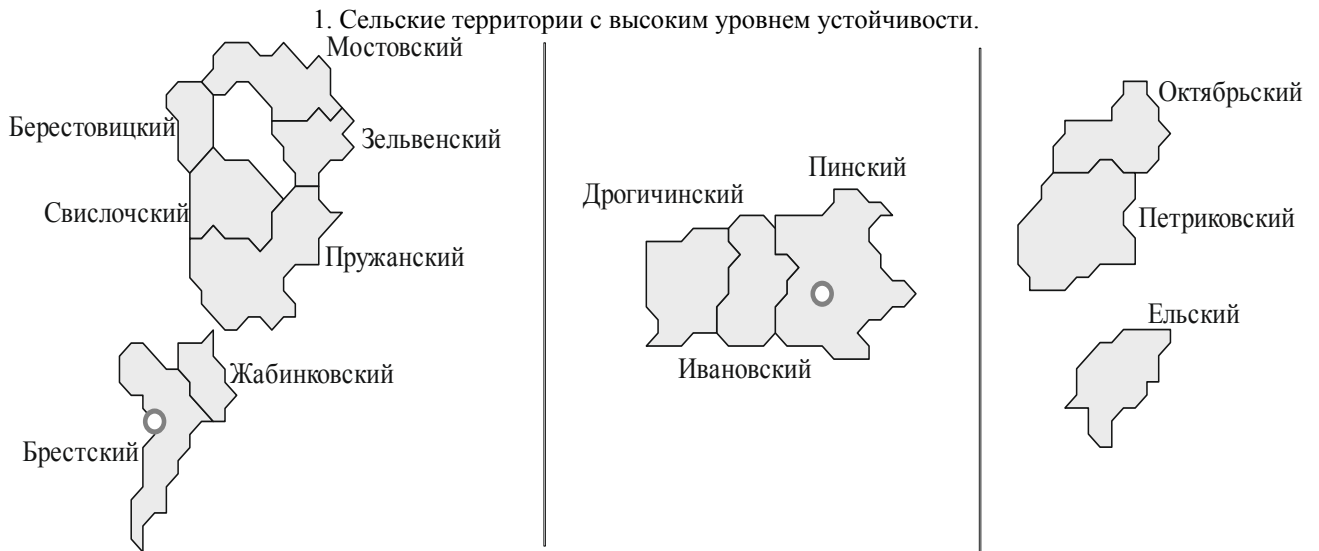 1. Сельские территории с высоким уровнем устойчивости.
Мостовский
Берестовицкий
Зельвенский
Свислочский
Пружанский
Жабинковский
Брестский
Пинский
Дрогичинский
Ивановский
Октябрьский
Петриковский
Ельский